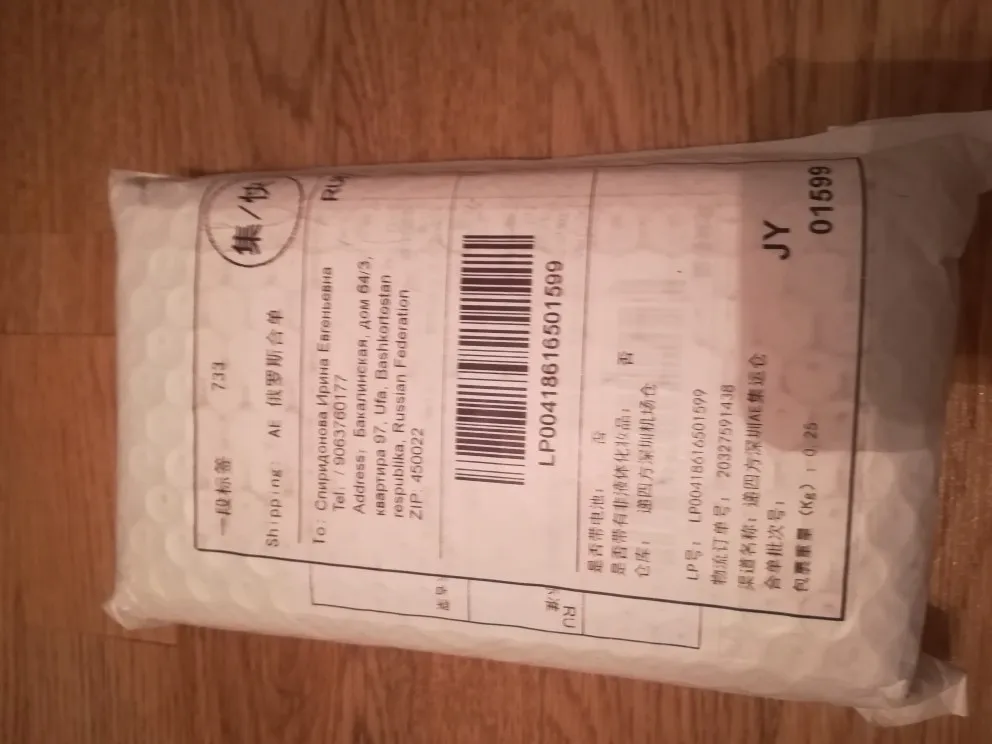 一段标签 733
集/快
Shipping: AE 俄罗斯合单
RU
To: Спиридонова Ирина Евгеньевна
Tel: / 9063760177
Address: Бакалинская, дом 64/3,
квартира 97, Ufa, Bashkortostan
respublika, Russian Federation
ZIP: 450022
LP00418616501599
是否带电池: 否
是否带有非液体化妆品: 否
仓库: 递四方深圳机场仓
LP号: LP00418616501599
物流订单号: 20327591438
渠道名称: 递四方深圳AE集运仓
合单批次号:
包裹重量 (Kg) : 0.25
JY
01599
RU